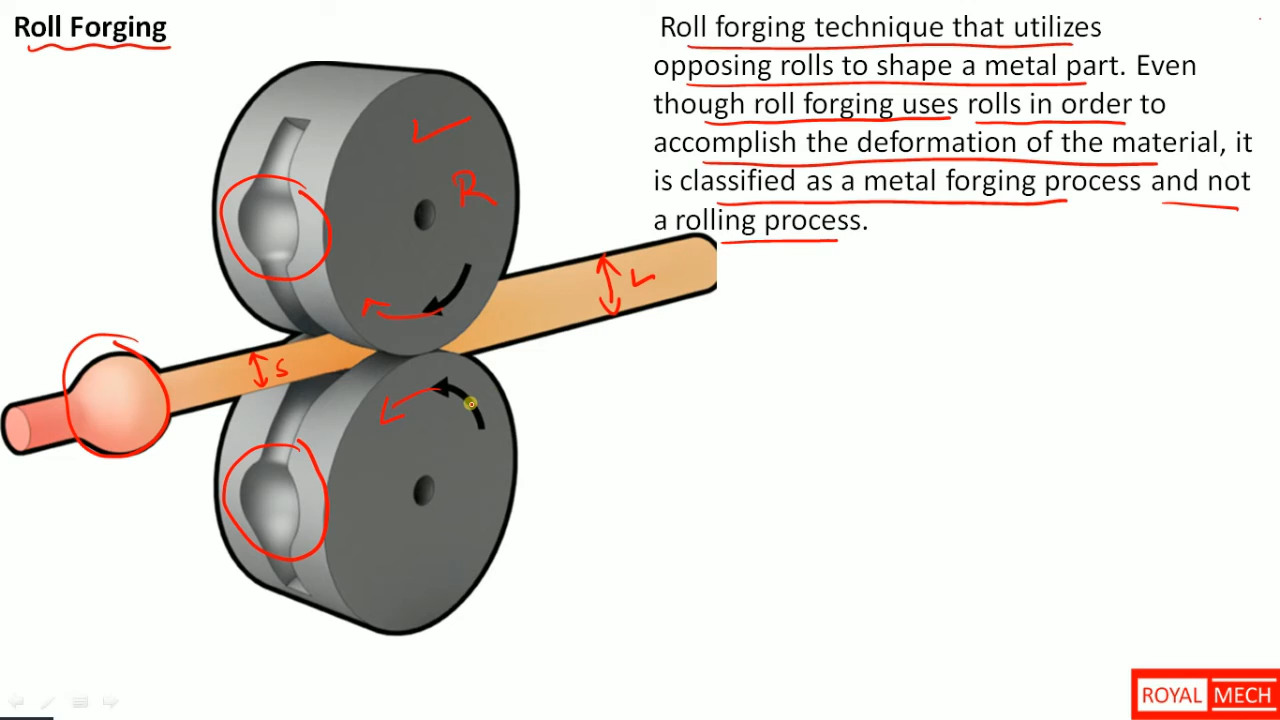 Roll Forging
Roll forging technique that utilizes
opposing rolls to shape a metal part. Even
though roll forging uses rolls in order to
accomplish the deformation of the material, it
is classified as a metal forging process and not
a rolling process.
R
L
S
ROYAL MECH